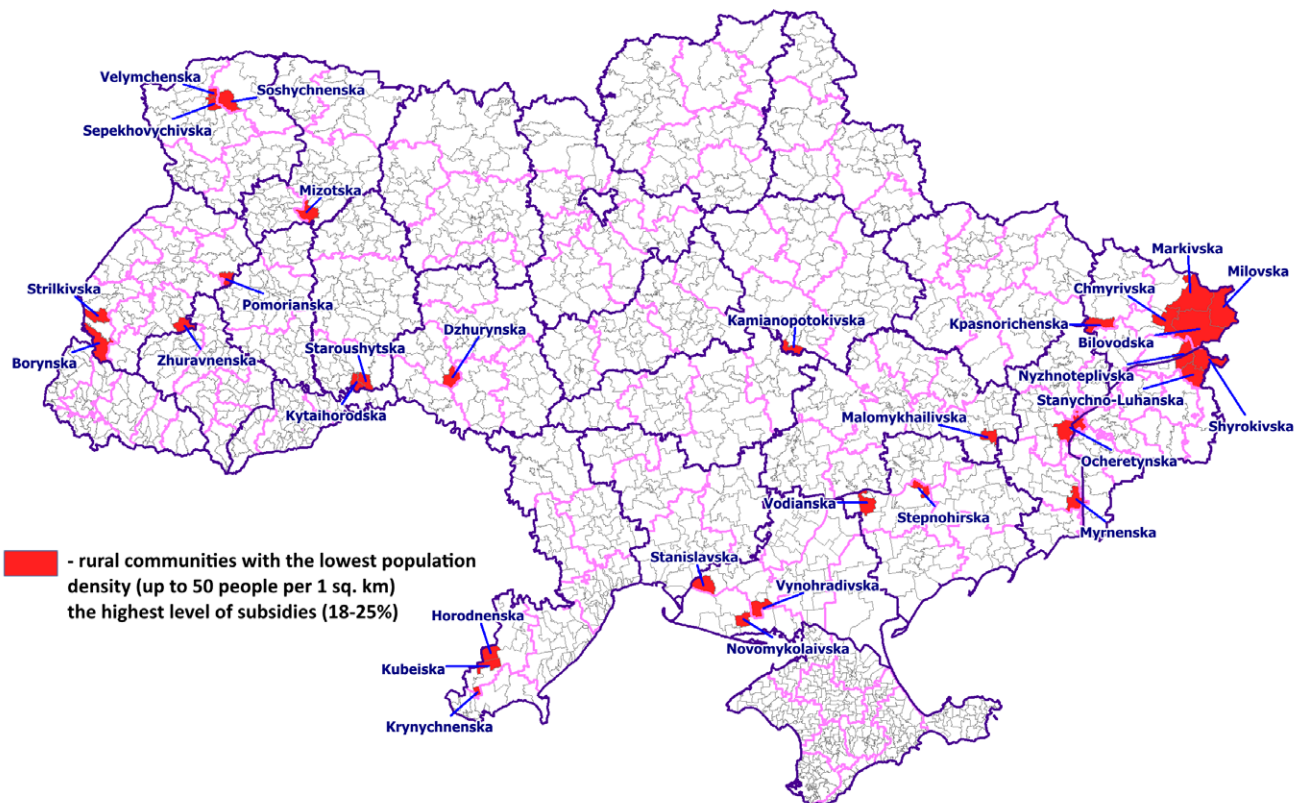 Velymchenska
Soshychnenska
Sepekhovychivska
Mizotska
Strilkivska
Pomorianska
Borynska
Zhuravnenska
Staroushytska
Kytaihorodska
Dzhurynska
Kamianopotokivska
Markivska
Milovska
Chmyrivska
Kpasnorichenska
Bilovodska
Nyzhnoteplivska
Stanychno-Luhanska
Shyrokivska
Malomykhailivska
Ocheretynska
Vodianska
Stepnohirska
Myrnenska
Stanislavska
Vynohradivska
Novomykolaivska
Horodnenska
Kubeiska
Krynychnenska
- rural communities with the lowest population
density (up to 50 people per 1 sq. km)
the highest level of subsidies (18-25%)